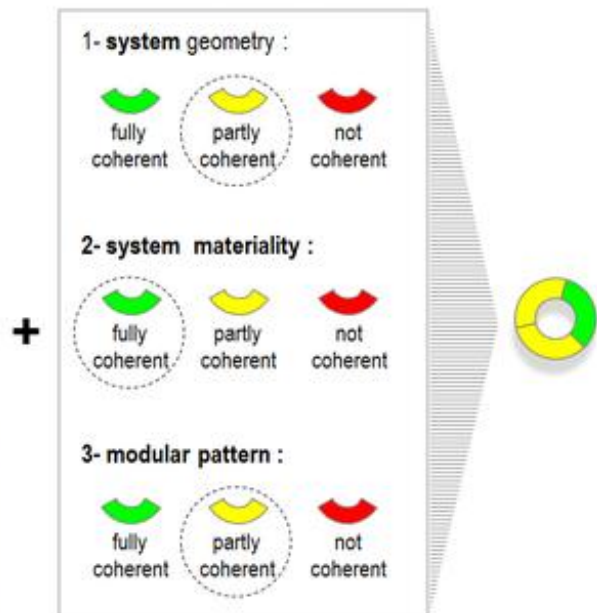 1- system geometry :
fully partly not
coherent coherent coherent
2- system materiality :
+
fully partly not
coherent coherent coherent
3- modular pattern :
fully partly not
coherent coherent coherent